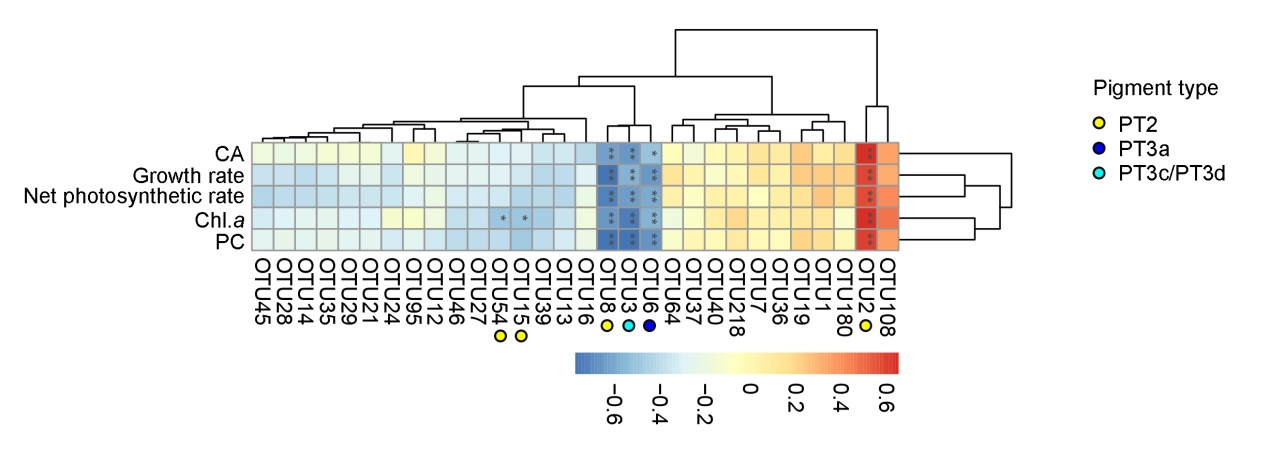 Pigment type
PT2
PT3a
PT3c/PT3d
CA
Growth rate
Net photosynthetic rate
Chl.a
PC
* * * * * * *
* * * * * *
* * * * * *
* * * * * * * * * *
* * * * * * * *
OTU45
OTU28
OTU14
OTU35
OTU29
OTU21
OTU24
OTU95
OTU12
OTU46
OTU27
OTU54
OTU15
OTU39
OTU13
OTU16
OTU8
OTU3
OTU6
OTU64
OTU37
OTU40
OTU218
OTU7
OTU36
OTU19
OTU1
OTU180
OTU2
OTU108
−0.6
−0.4
−0.2
0
0.2
0.4
0.6